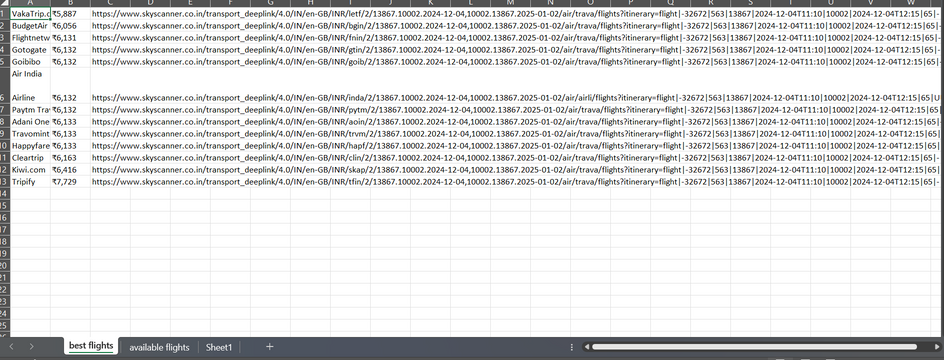 A B C D E F G H I J K L M N O P Q R S T U V W
1 VakaTrip.c ₹5,887 https://www.skyscanner.co.in/transport_deeplink/4.0/IN/en-GB/INR/letf/2/13867.10002.2024-12-04,10002.13867.2025-01-02/air/trava/flights?itinerary=flight|-32672|563|13867|2024-12-04T11:10|10002|2024-12-04T12:15|65|-
2 BudgetAir ₹6,056 https://www.skyscanner.co.in/transport_deeplink/4.0/IN/en-GB/INR/bgin/2/13867.10002.2024-12-04,10002.13867.2025-01-02/air/trava/flights?itinerary=flight|-32672|563|13867|2024-12-04T11:10|10002|2024-12-04T12:15|65|-
3 Flightnetw ₹6,131 https://www.skyscanner.co.in/transport_deeplink/4.0/IN/en-GB/INR/fnin/2/13867.10002.2024-12-04,10002.13867.2025-01-02/air/trava/flights?itinerary=flight|-32672|563|13867|2024-12-04T11:10|10002|2024-12-04T12:15|65|
4 Gotogate ₹6,132 https://www.skyscanner.co.in/transport_deeplink/4.0/IN/en-GB/INR/gtin/2/13867.10002.2024-12-04,10002.13867.2025-01-02/air/trava/flights?itinerary=flight|-32672|563|13867|2024-12-04T11:10|10002|2024-12-04T12:15|65|-
5 Goibibo ₹6,132 https://www.skyscanner.co.in/transport_deeplink/4.0/IN/en-GB/INR/goib/2/13867.10002.2024-12-04,10002.13867.2025-01-02/air/trava/flights?itinerary=flight|-32672|563|13867|2024-12-04T11:10|10002|2024-12-04T12:15|65|-
Air India
6 Airline ₹6,132 https://www.skyscanner.co.in/transport_deeplink/4.0/IN/en-GB/INR/inda/2/13867.10002.2024-12-04,10002.13867.2025-01-02/air/airli/flights?itinerary=flight|-32672|563|13867|2024-12-04T11:10|10002|2024-12-04T12:15|65|U
7 Paytm Tra ₹6,132 https://www.skyscanner.co.in/transport_deeplink/4.0/IN/en-GB/INR/pytm/2/13867.10002.2024-12-04,10002.13867.2025-01-02/air/trava/flights?itinerary=flight|-32672|563|13867|2024-12-04T11:10|10002|2024-12-04T12:15|65|
8 Adani One ₹6,133 https://www.skyscanner.co.in/transport_deeplink/4.0/IN/en-GB/INR/aoin/2/13867.10002.2024-12-04,10002.13867.2025-01-02/air/trava/flights?itinerary=flight|-32672|563|13867|2024-12-04T11:10|10002|2024-12-04T12:15|65|-
9 Travomint ₹6,133 https://www.skyscanner.co.in/transport_deeplink/4.0/IN/en-GB/INR/trvm/2/13867.10002.2024-12-04,10002.13867.2025-01-02/air/trava/flights?itinerary=flight|-32672|563|13867|2024-12-04T11:10|10002|2024-12-04T12:15|65|
10 Happyfare ₹6,133 https://www.skyscanner.co.in/transport_deeplink/4.0/IN/en-GB/INR/hapf/2/13867.10002.2024-12-04,10002.13867.2025-01-02/air/trava/flights?itinerary=flight|-32672|563|13867|2024-12-04T11:10|10002|2024-12-04T12:15|65|
11 Cleartrip ₹6,163 https://www.skyscanner.co.in/transport_deeplink/4.0/IN/en-GB/INR/clin/2/13867.10002.2024-12-04,10002.13867.2025-01-02/air/trava/flights?itinerary=flight|-32672|563|13867|2024-12-04T11:10|10002|2024-12-04T12:15|65|-
12 Kiwi.com ₹6,416 https://www.skyscanner.co.in/transport_deeplink/4.0/IN/en-GB/INR/skap/2/13867.10002.2024-12-04,10002.13867.2025-01-02/air/trava/flights?itinerary=flight|-32672|563|13867|2024-12-04T11:10|10002|2024-12-04T12:15|65|
13 Tripify ₹7,729 https://www.skyscanner.co.in/transport_deeplink/4.0/IN/en-GB/INR/tfin/2/13867.10002.2024-12-04,10002.13867.2025-01-02/air/trava/flights?itinerary=flight|-32672|563|13867|2024-12-04T11:10|10002|2024-12-04T12:15|65|-
14
15
16
17
18
19
20
21
22
23
24
25
best flights available flights Sheet1 +